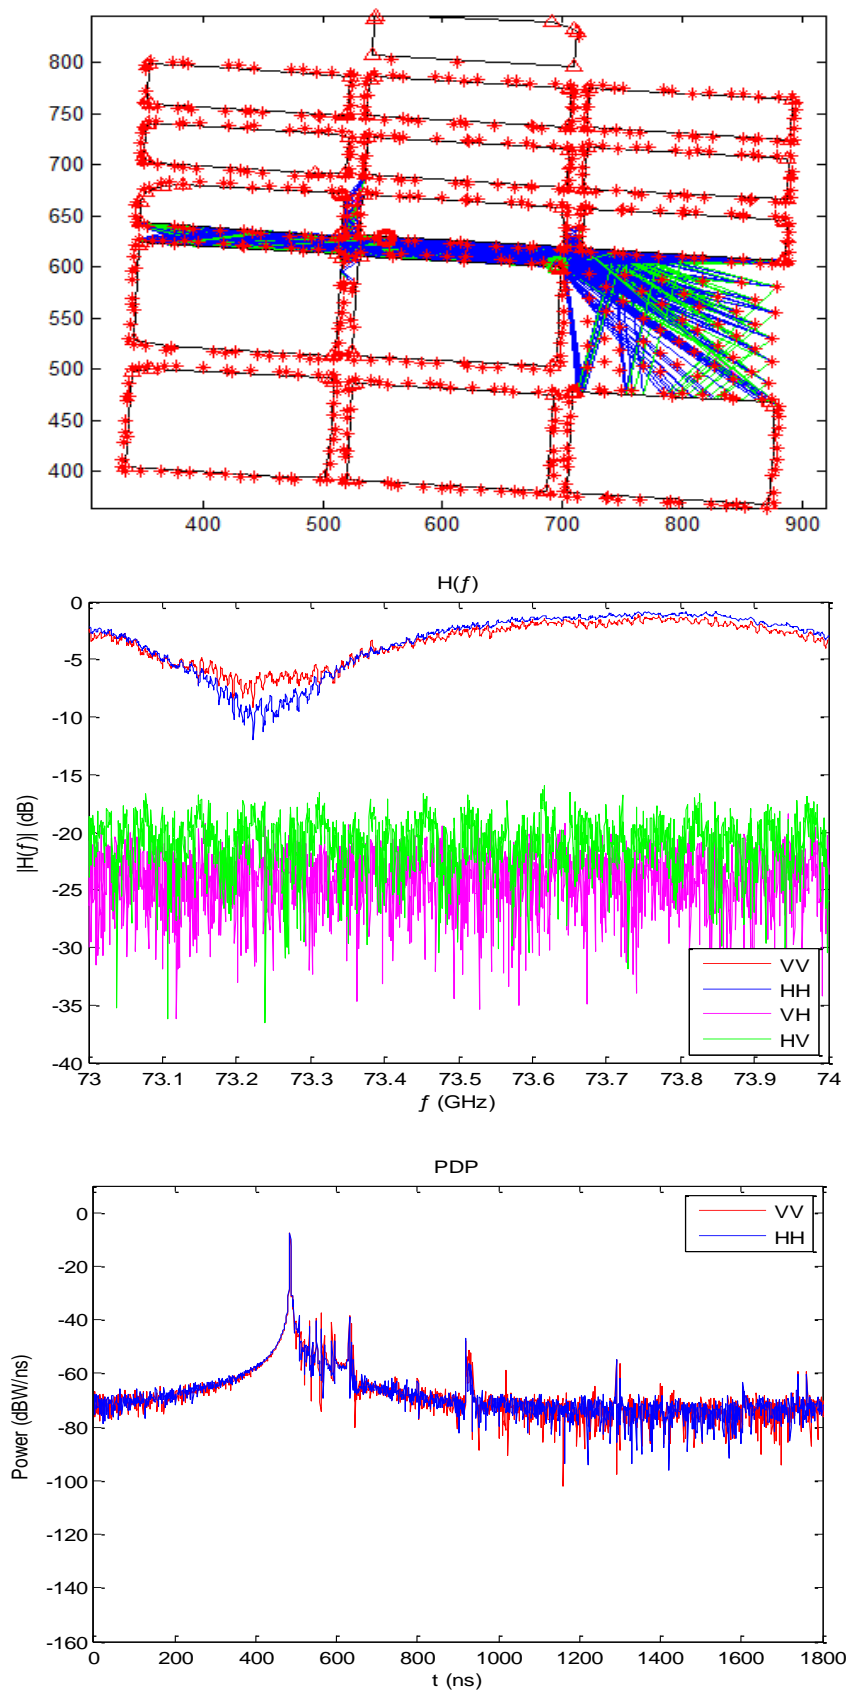 800
750
700
650
600
550
500
450
400
400 500 600 700 800 900
H(f)
0
-5
-10
-15
-20
-25
-30
-35
-40
|H(f)| (dB)
VV
HH
VH
HV
73 73.1 73.2 73.3 73.4 73.5 73.6 73.7 73.8 73.9 74
f (GHz)
PDP
0
-20
-40
-60
-80
-100
-120
-140
-160
Power (dBW/ns)
VV
HH
0 200 400 600 800 1000 1200 1400 1600 1800
t (ns)